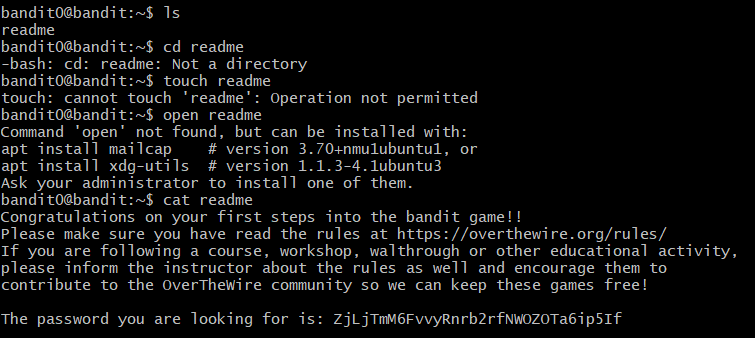 bandit0@bandit:~$ ls
readme
bandit0@bandit:~$ cd readme
-bash: cd: readme: Not a directory
bandit0@bandit:~$ touch readme
touch: cannot touch 'readme': Operation not permitted
bandit0@bandit:~$ open readme
Command 'open' not found, but can be installed with:
apt install mailcap    # version 3.70+nmu1ubuntu1, or
apt install xdg-utils  # version 1.1.3-4.1ubuntu3
Ask your administrator to install one of them.
bandit0@bandit:~$ cat readme
Congratulations on your first steps into the bandit game!!
Please make sure you have read the rules at https://overthewire.org/rules/
If you are following a course, workshop, walthrough or other educational activity,
please inform the instructor about the rules as well and encourage them to
contribute to the OverTheWire community so we can keep these games free!

The password you are looking for is: ZjLjTmM6FvvyRnrb2rfNWOZOTa6ip5If